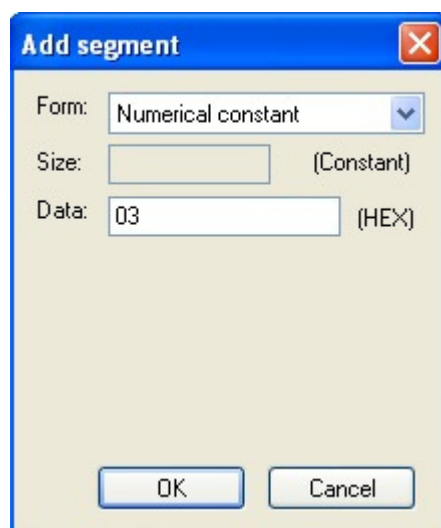 Add segment
Form: Numerical constant
Size: (Constant)
Data: 03 (HEX)
OK Cancel